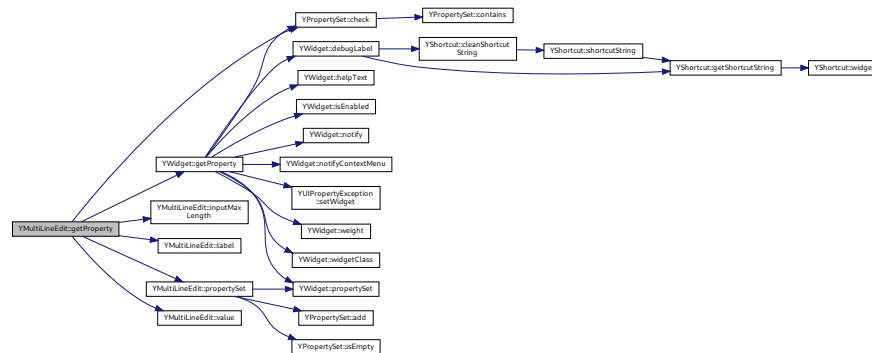 YPropertySet::check
YPropertySet::contains
YWidget::debugLabel
YShortcut::cleanShortcut
String
YShortcut::shortcutString
YShortcut::getShortcutString
YShortcut::widge
YWidget::helpText
YWidget::isEnabled
YWidget::notify
YWidget::getProperty
YWidget::notifyContextMenu
YUIPropertyException
::setWidget
YMultiLineEdit::inputMax
Length
YMultiLineEdit::getProperty
YWidget::weight
YMultiLineEdit::label
YWidget::widgetClass
YMultiLineEdit::propertySet
YWidget::propertySet
YMultiLineEdit::value
YPropertySet::add
YPropertySet::isEmpty